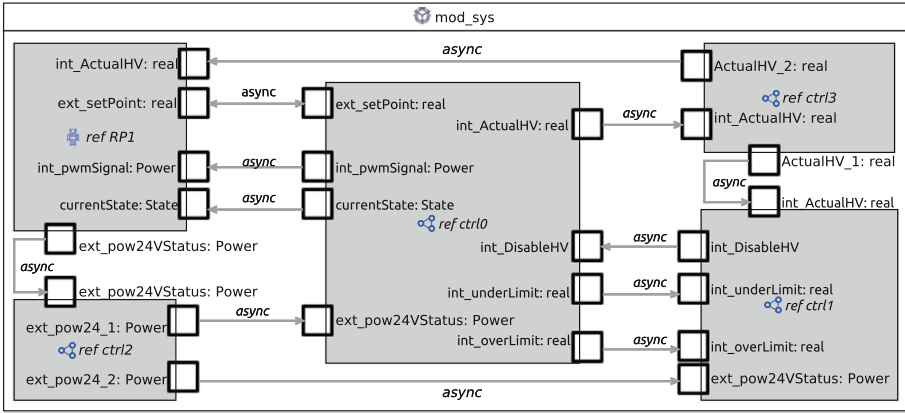 mod_sys
async
int_ActualHV: real
ActualHV_2: real
ext_setPoint: real
async
ext_setPoint: real
ref ctrl3
int_ActualHV: real
async
int_ActualHV: real
ref RP1
int_pwmSignal: Power
async
int_pwmSignal: Power
ActualHV_1: real
async
currentState: State
async
currentState: State
int_ActualHV: real
ref ctrl0
ext_pow24VStatus: Power
int_DisableHV
async
int_DisableHV
async
ext_pow24VStatus: Power
int_underLimit: real
async
int_underLimit: real
ref ctrl1
ext_pow24_1: Power
async
ext_pow24VStatus: Power
ref ctrl2
int_overLimit: real
async
int_overLimit: real
ext_pow24_2: Power
async
ext_pow24VStatus: Power